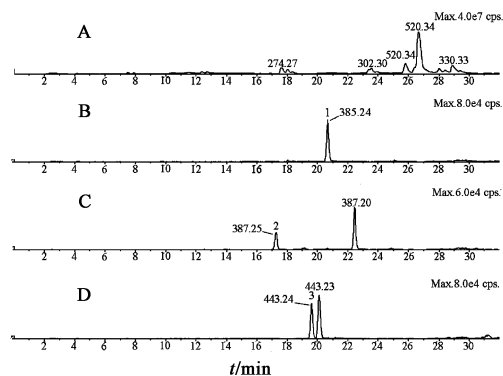 A
Max.4.0e7 cps.
520.34
520.34
274.27
302.30
330.33
2 4 6 8 10 12 14 16 18 20 22 24 26 28 30
B
Max.8.0e4 cps.
1
385.24
2 4 6 8 10 12 14 16 18 20 22 24 26 28 30
C
Max.6.0e4 cps.
387.20
387.25
2
2 4 6 8 10 12 14 16 18 20 22 24 26 28 30
D
Max.8.0e4 cps.
443.23
443.24
3
2 4 6 8 10 12 14 16 18 20 22 24 26 28 30
t/min